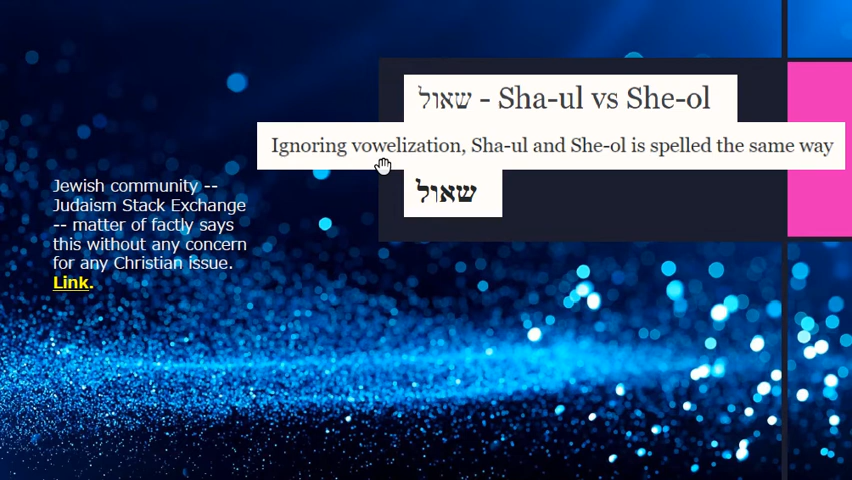 שאול - Sha-ul vs She-ol
Ignoring vowelization, Sha-ul and She-ol is spelled the same way
שאול
Jewish community --
Judaism Stack Exchange
-- matter of factly says
this without any concern
for any Christian issue.
Link.